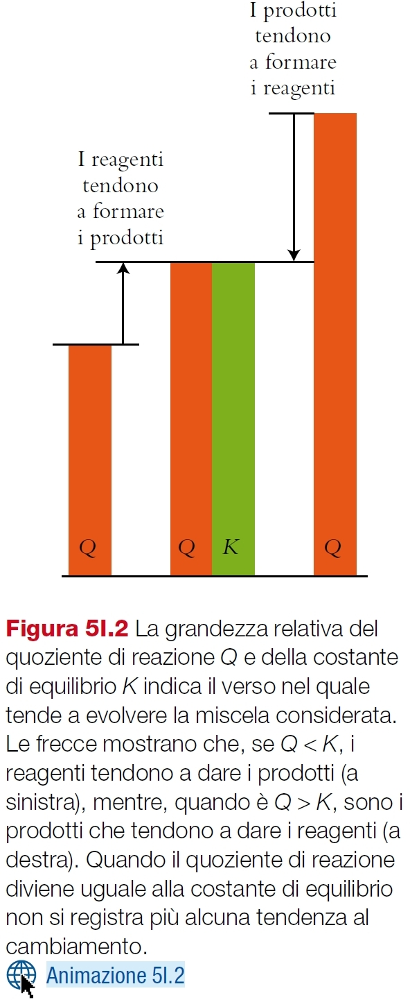 I prodotti
tendono
a formare
i reagenti
I reagenti
tendono
a formare
i prodotti
Q
Q
K
Q
Figura 5I.2 La grandezza relativa del
quoziente di reazione Q e della costante
di equilibrio K indica il verso nel quale
tende a evolvere la miscela considerata.
Le frecce mostrano che, se Q < K, i
reagenti tendono a dare i prodotti (a
sinistra), mentre, quando è Q > K, sono i
prodotti che tendono a dare i reagenti (a
destra). Quando il quoziente di reazione
diviene uguale alla costante di equilibrio
non si registra più alcuna tendenza al
cambiamento.
Animazione 5I.2